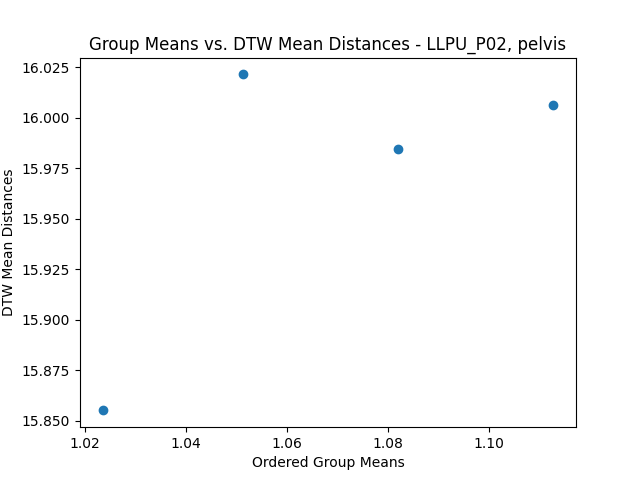 Group Means vs. DTW Mean Distances - LLPU_P02, pelvis
16.025
16.000
15.975
15.950
15.925
15.900
15.875
15.850
DTW Mean Distances
1.02 1.04 1.06 1.08 1.10
Ordered Group Means